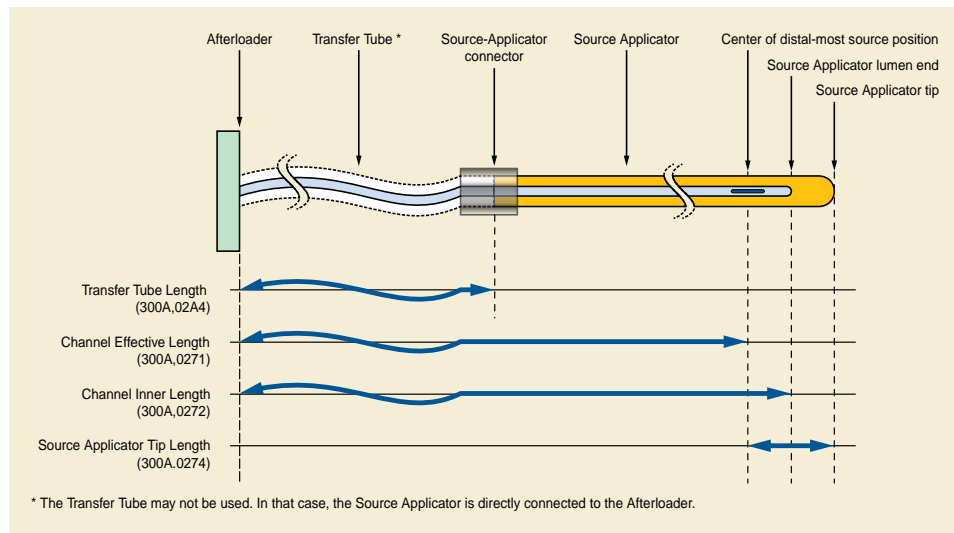 Afterloader
Transfer Tube *
Source-Applicator
connector
Source Applicator
Center of distal-most source position
Source Applicator lumen end
Source Applicator tip
Transfer Tube Length
(300A,02A4)
Channel Effective Length
(300A,0271)
Channel Inner Length
(300A,0272)
Source Applicator Tip Length
(300A.0274)
* The Transfer Tube may not be used. In that case, the Source Applicator is directly connected to the Afterloader.